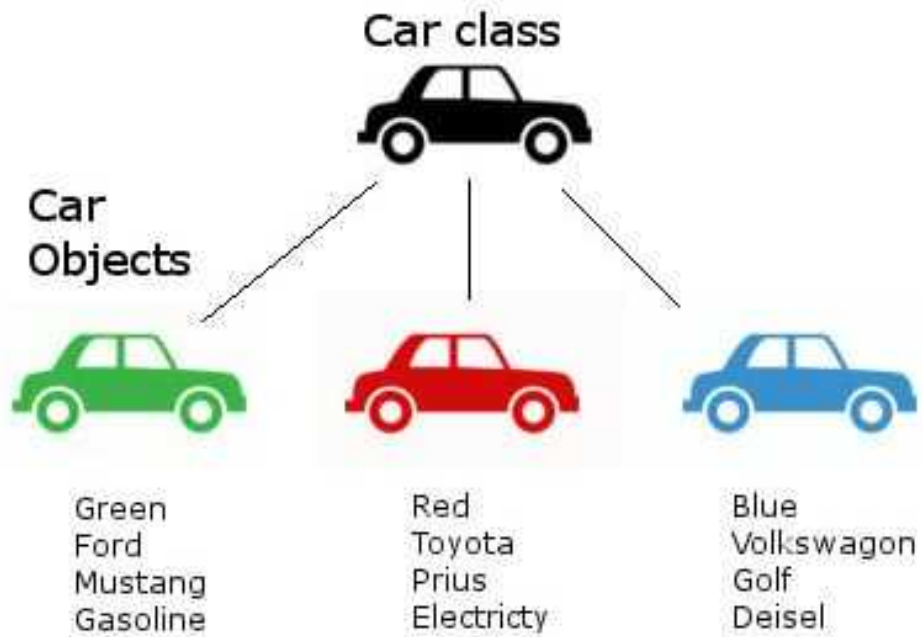 Car class
Car
Objects
Green
Ford
Mustang
Gasoline
Red
Toyota
Prius
Electricty
Blue
Volkswagon
Golf
Deisel